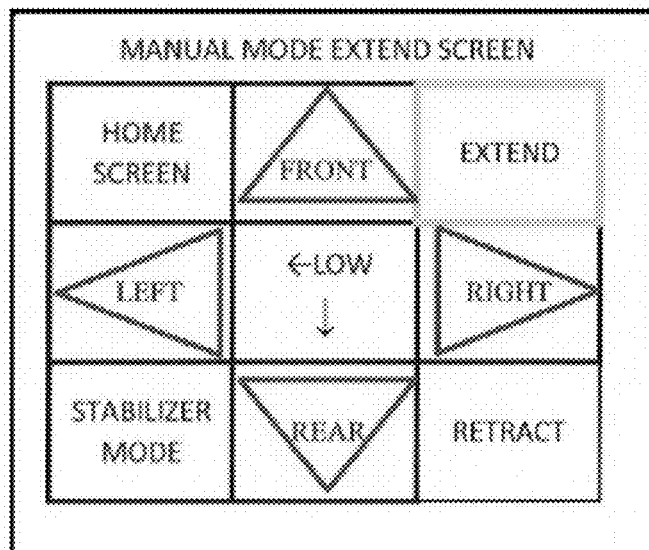 MANUAL MODE EXTEND SCREEN
HOME
SCREEN
FRONT
EXTEND
LEFT
←LOW
↓
RIGHT
STABILIZER
MODE
REAR
RETRACT